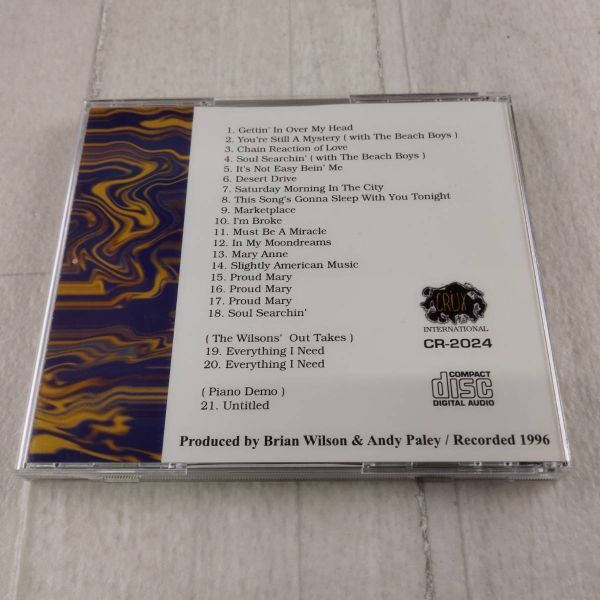 1. Gettin' In Over My Head
2. You're Still A Mystery ( with The Beach Boys )
3. Chain Reaction of Love
4. Soul Searchin' ( with The Beach Boys )
5. It's Not Easy Bein' Me
6. Desert Drive
7. Saturday Morning In The City
8. This Song's Gonna Sleep With You Tonight
9. Marketplace
10. I'm Broke
11. Must Be A Miracle
12. In My Moondreams
13. Mary Anne
14. Slightly American Music
15. Proud Mary
16. Proud Mary
17. Proud Mary
18. Soul Searchin'
( The Wilsons' Out Takes )
19. Everything I Need
20. Everything I Need
( Piano Demo )
21. Untitled
CRUX
INTERNATIONAL
CR-2024
COMPACT
disc
DIGITAL AUDIO
Produced by Brian Wilson & Andy Paley / Recorded 1996